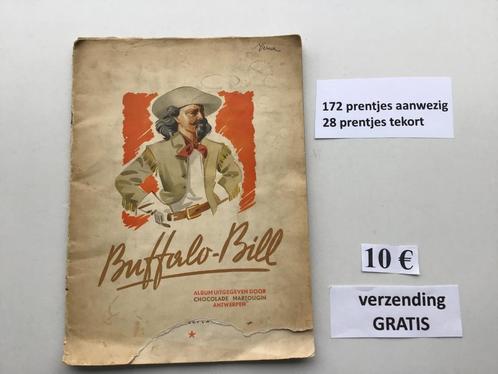 Buffalo-Bill
ALBUM UITGEGEVEN DOOR
CHOCOLADE MARTOUGIN
ANTWERPEN
172 prentjes aanwezig
28 prentjes tekort
10 €
verzending
GRATIS